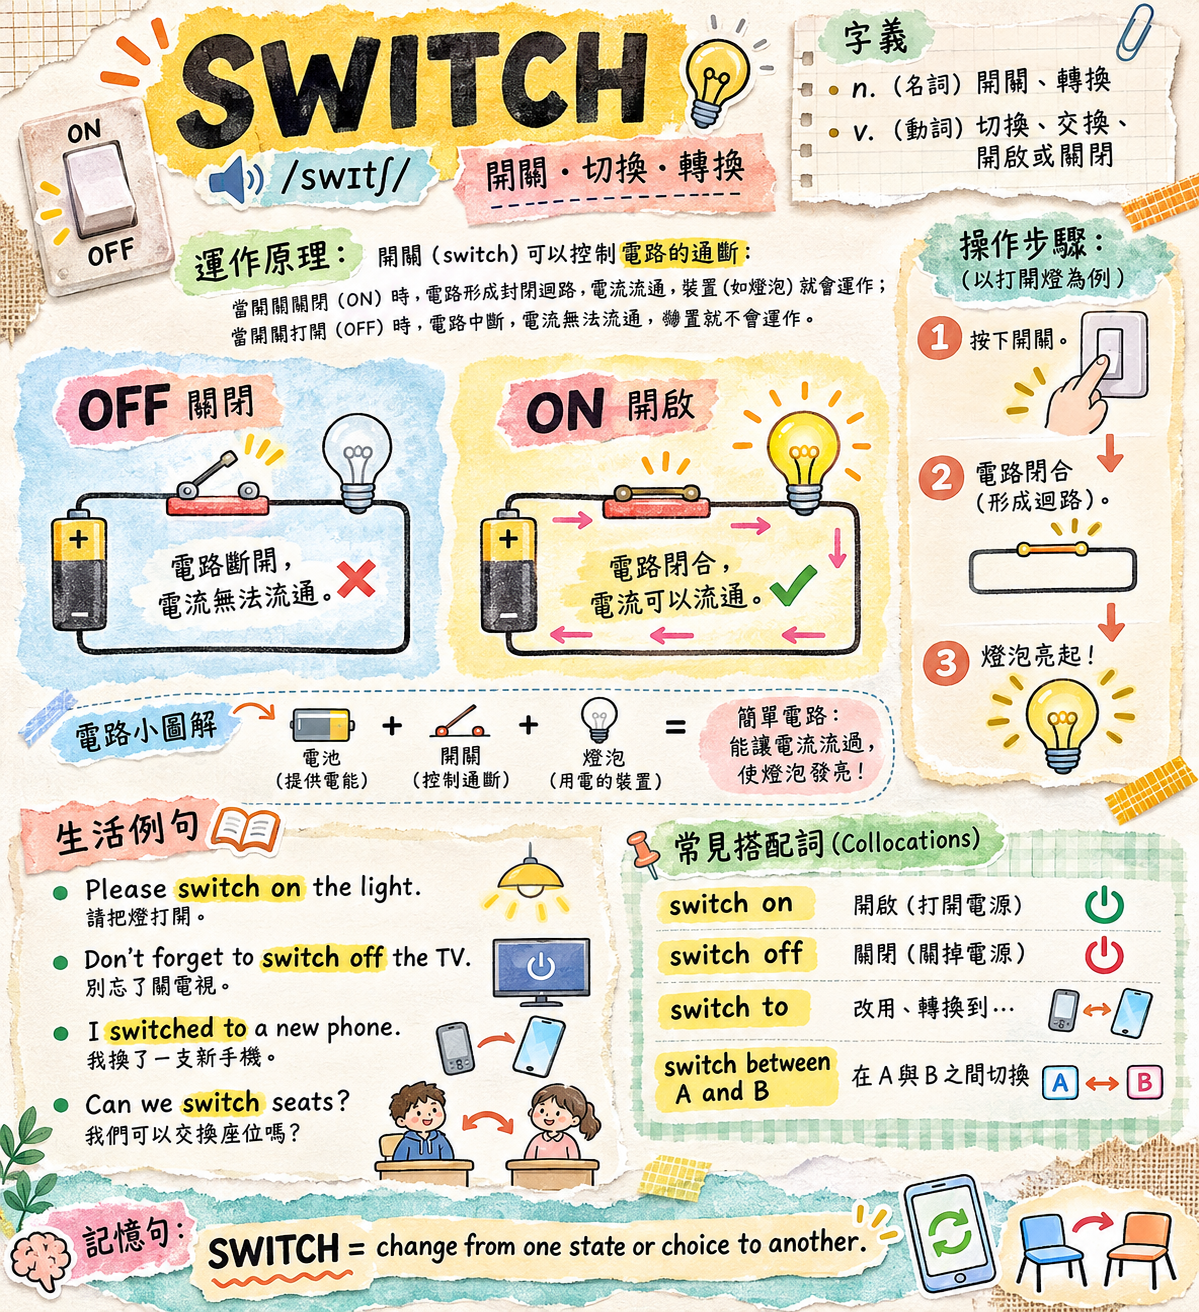 SWITCH
ON
OFF
/swɪtʃ/
開關・切換・轉換
字義
n.（名詞）開關、轉換
v.（動詞）切換、交換、
開啟或關閉
運作原理：
開關 (switch) 可以控制電路的通斷：
當開關關閉 (ON) 時，電路形成封閉迴路，電流流通，裝置 (如燈泡) 就會運作；
當開關打開 (OFF) 時，電路中斷，電流無法流通，置就不會運作。
OFF 關閉
+
-
電路斷開，
電流無法流通。
ON 開啟
+
-
電路閉合，
電流可以流通。
操作步驟：
（以打開燈為例）
1 按下開關。
2 電路閉合
（形成迴路）。
3 燈泡亮起！
電路小圖解
電池 + 開關 + 燈泡 =
(提供電能) (控制通斷) (用電的裝置)
簡單電路：
能讓電流流過，
使燈泡發亮！
生活例句
Please switch on the light.
請把燈打開。
Don't forget to switch off the TV.
別忘了關電視。
I switched to a new phone.
我換了一支新手機。
Can we switch seats?
我們可以交換座位嗎？
常見搭配詞 (Collocations)
switch on 開啟（打開電源）
switch off 關閉（關掉電源）
switch to 改用、轉換到…
switch between
A and B
在 A 與 B 之間切換
A B
記憶句：
SWITCH = change from one state or choice to another.